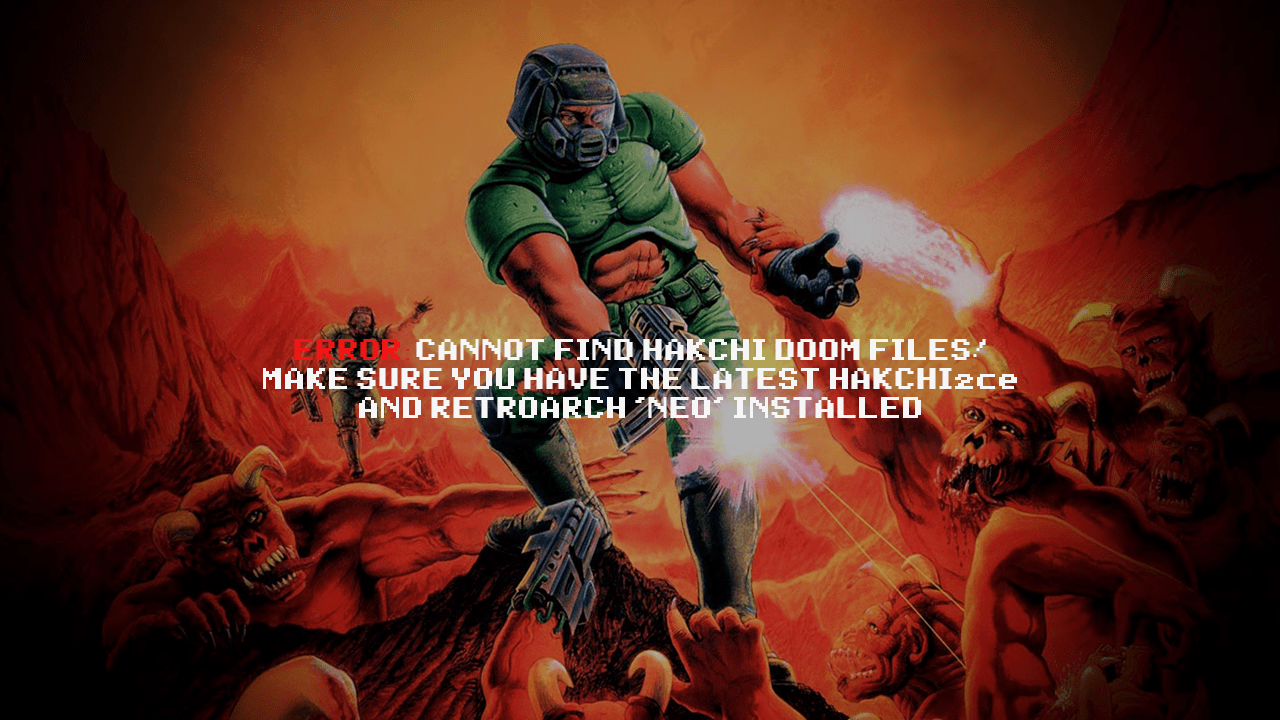 ERROR: CANNOT FIND HAKCHI DOOM FILES!
MAKE SURE YOU HAVE THE LATEST HAKCHI2ce
AND RETROARCH 'NEO' INSTALLED